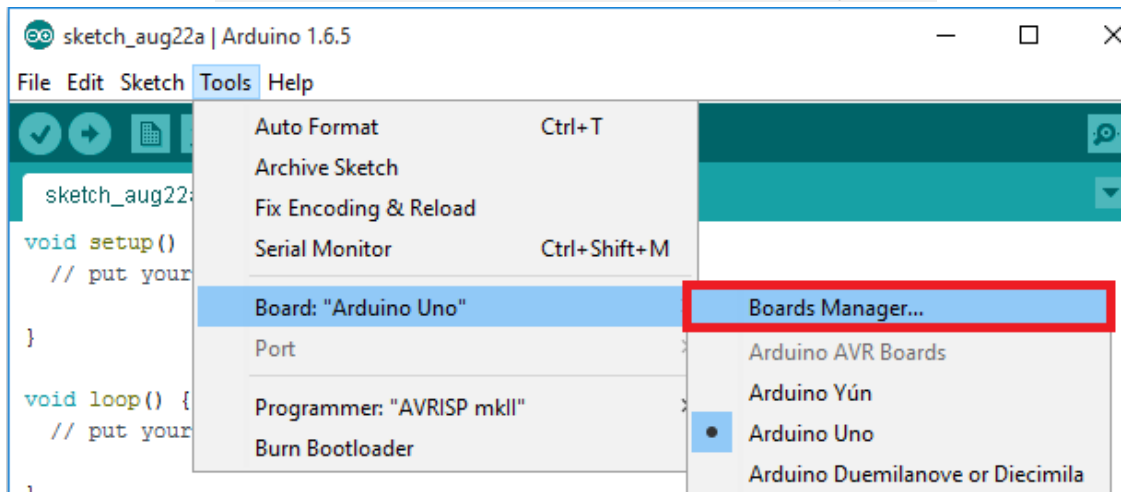 sketch_aug22a | Arduino 1.6.5
File Edit Sketch Tools Help
sketch_aug22a
Auto Format Ctrl+T
Archive Sketch
Fix Encoding & Reload
Serial Monitor Ctrl+Shift+M
Board: "Arduino Uno"
Port
Programmer: "AVRISP mkII"
Burn Bootloader
Boards Manager...
Arduino AVR Boards
Arduino Yún
Arduino Uno
Arduino Duemilanove or Diecimila
void setup()
// put your
}
void loop() {
// put your